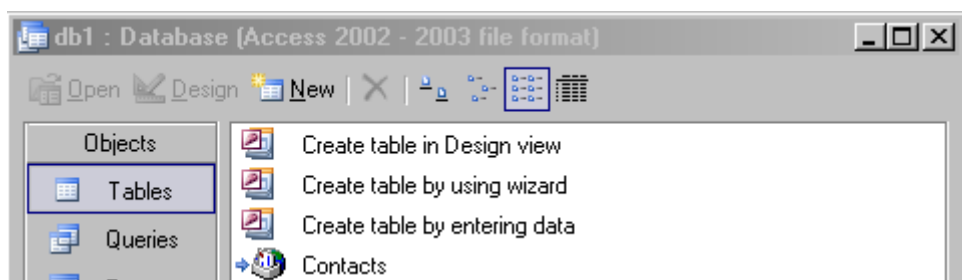 db1 : Database (Access 2002 - 2003 file format)
Open Design New
Objects
Tables
Queries
Create table in Design view
Create table by using wizard
Create table by entering data
Contacts